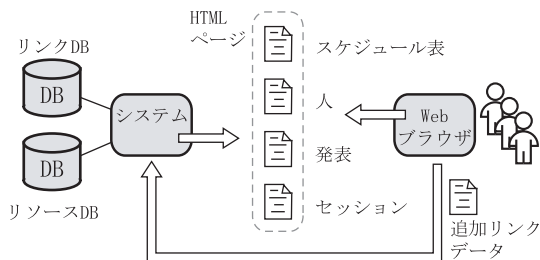 HTML
ページ
リンクDB
DB
システム
DB
リソースDB
スケジュール表
人
発表
セッション
Web
ブラウザ
追加リンク
データ